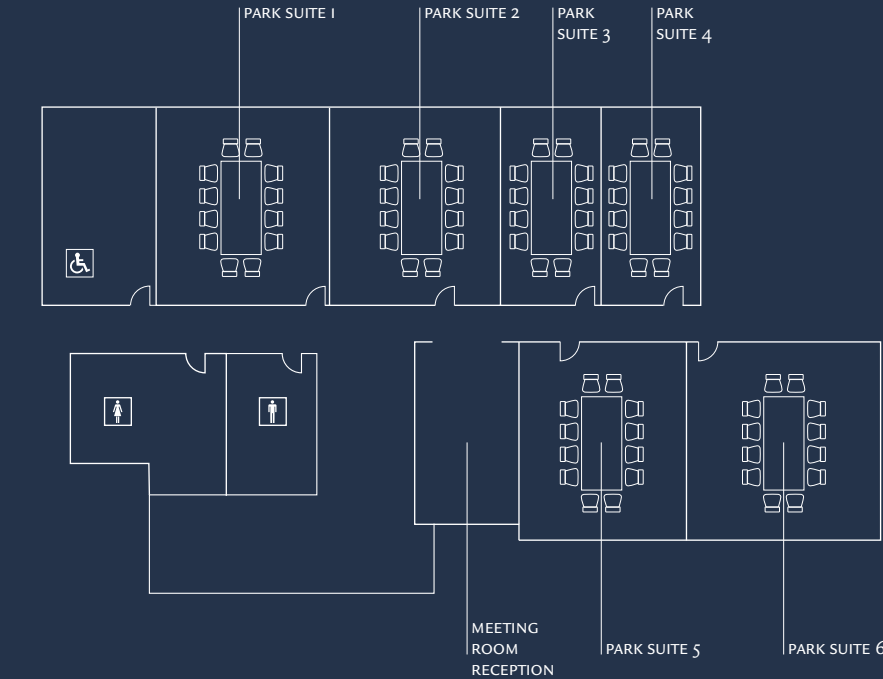 PARK SUITE 1
PARK SUITE 2
PARK
SUITE 3
PARK
SUITE 4
MEETING
ROOM
RECEPTION
PARK SUITE 5
PARK SUITE 6